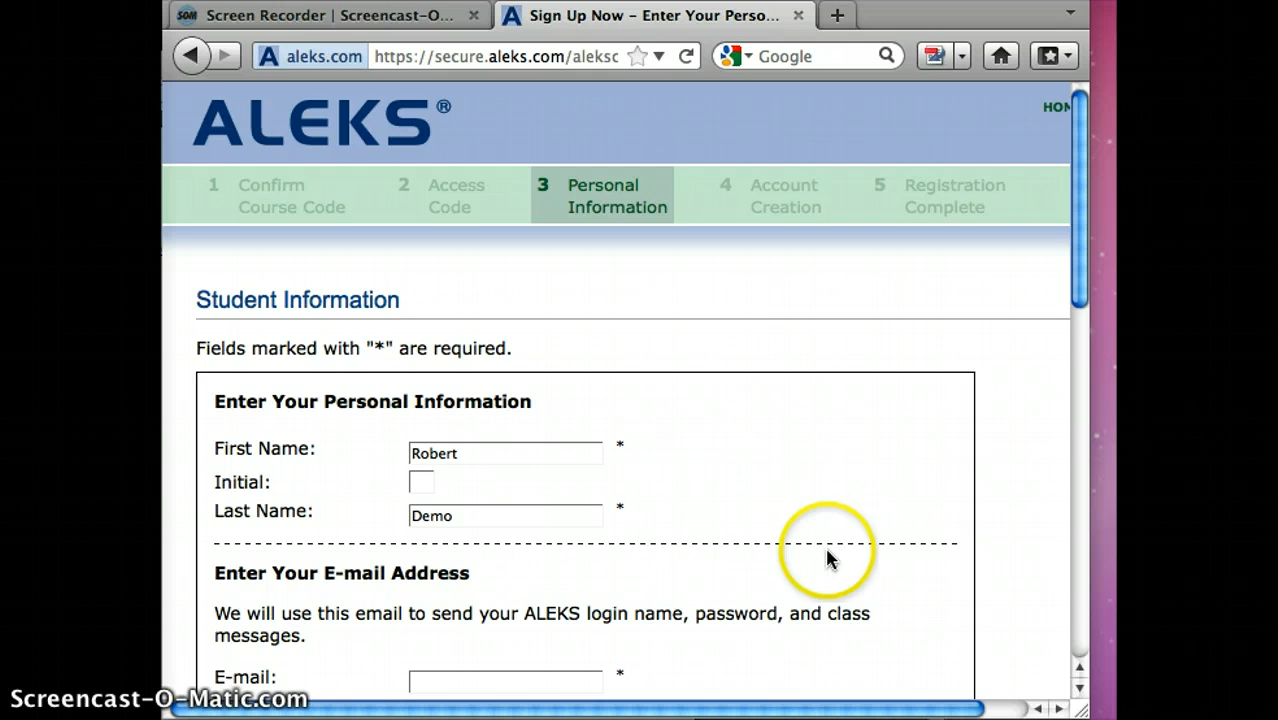 Screen Recorder | Screencast-O...
Sign Up Now – Enter Your Perso...
aleks.com
https://secure.aleks.com/aleksc
Google
ALEKS®
HOM
1 Confirm Course Code
2 Access Code
3 Personal Information
4 Account Creation
5 Registration Complete
Student Information
Fields marked with "*" are required.
Enter Your Personal Information
First Name: Robert *
Initial:
Last Name: Demo *
Enter Your E-mail Address
We will use this email to send your ALEKS login name, password, and class
messages.
E-mail: *
Screencast-O-Matic.com